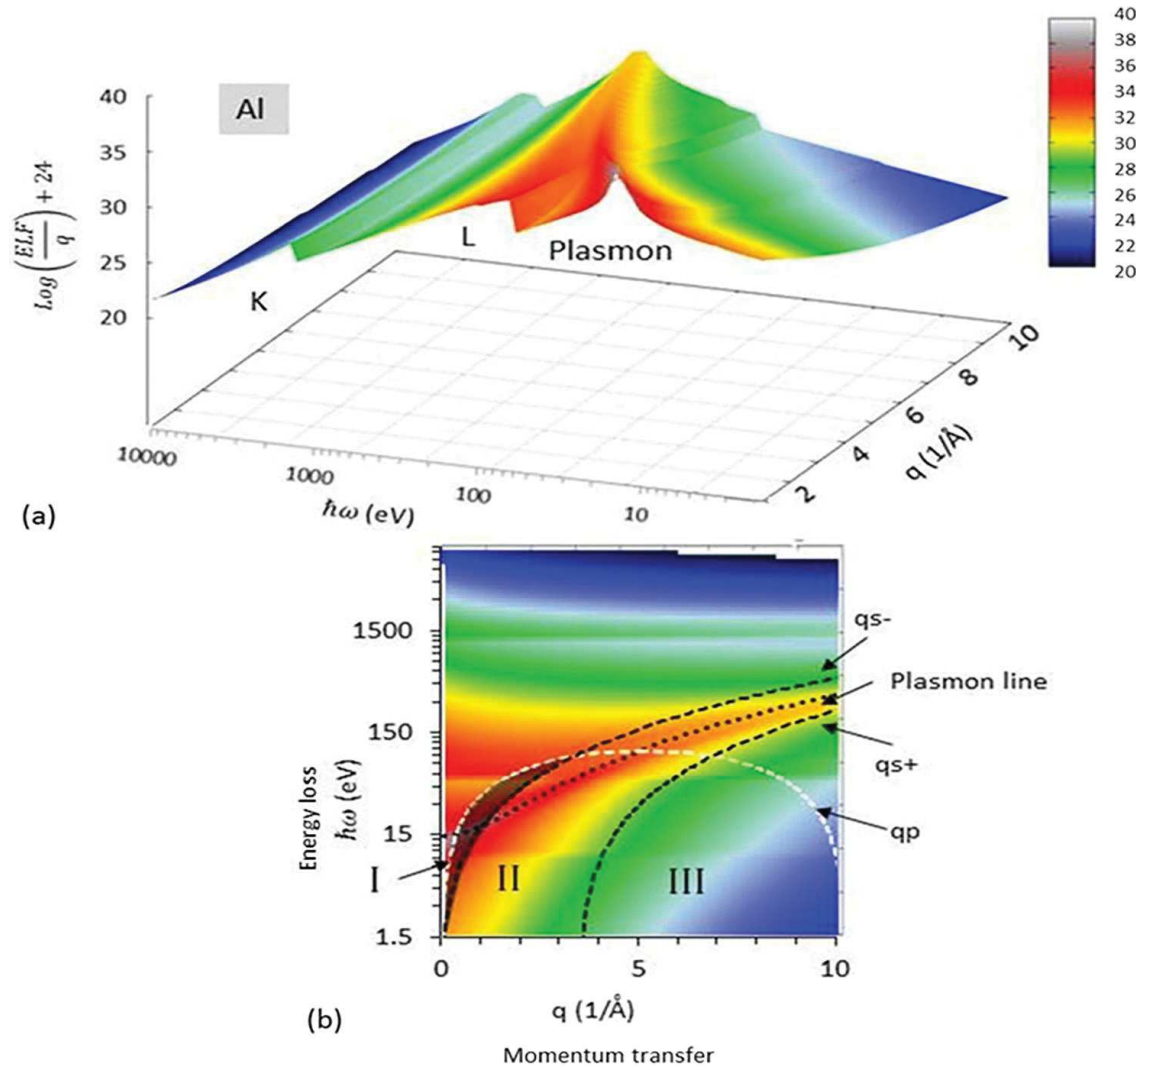 Al
40
35
30
25
20
Log (ELF/q) + 24
K
L
Plasmon
10000
1000
100
10
ħω (eV)
2
4
6
8
10
q (1/Å)
40
38
36
34
32
30
28
26
24
22
20
(a)
1500
150
15
1.5
Energy loss
ħω (eV)
I
II
III
qs-
Plasmon line
qs+
qp
0
5
10
q (1/Å)
(b)
Momentum transfer